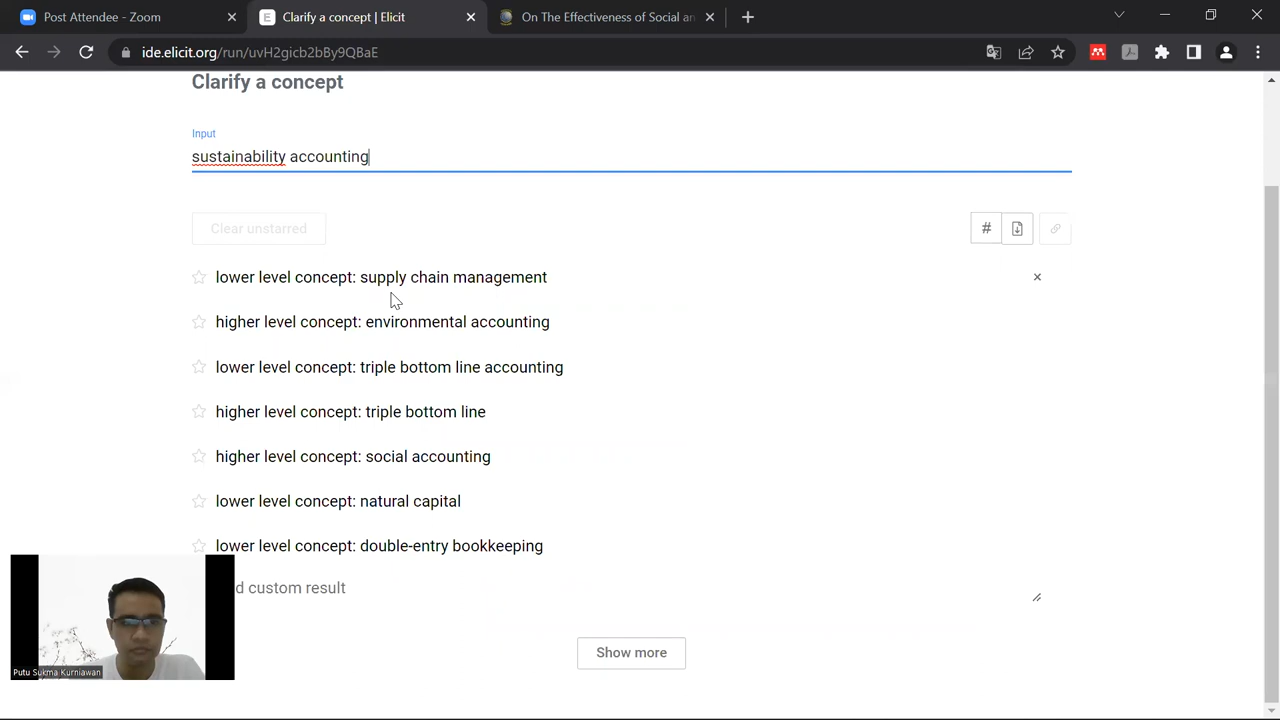 Post Attendee - Zoom
Clarify a concept | Elicit
On The Effectiveness of Social an
ide.elicit.org/run/uvH2gicb2bBy9QBaE
Clarify a concept
Input
sustainability accounting
Clear unstarred
#
lower level concept: supply chain management
higher level concept: environmental accounting
lower level concept: triple bottom line accounting
higher level concept: triple bottom line
higher level concept: social accounting
lower level concept: natural capital
lower level concept: double-entry bookkeeping
d custom result
Show more
Putu Sukma Kurniawan